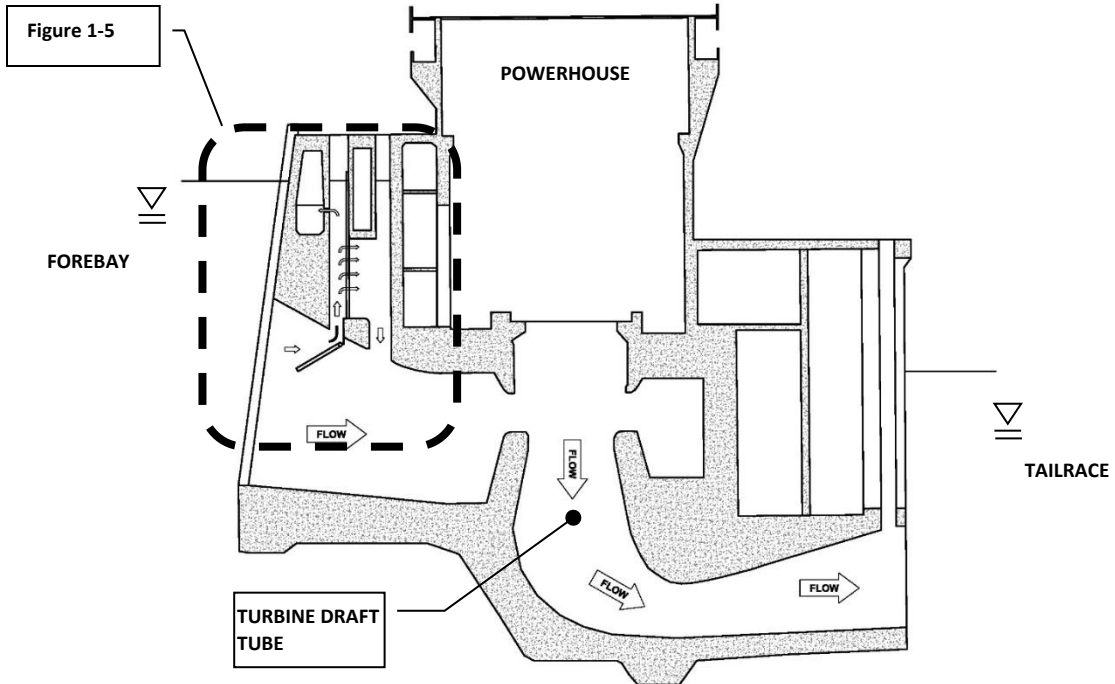 Figure 1-5
POWERHOUSE
FOREBAY
FLOW
FLOW
TAILRACE
TURBINE DRAFT
TUBE
FLOW
FLOW